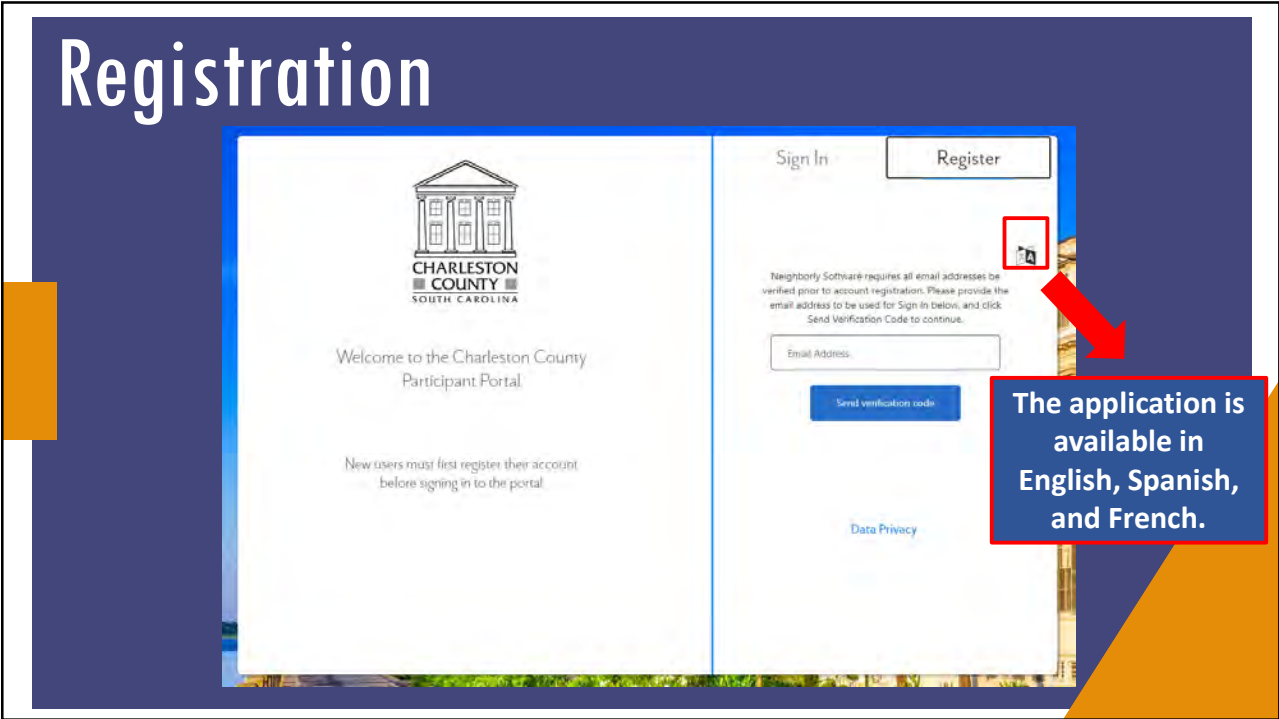 Registration
CHARLESTON
COUNTY
SOUTH CAROLINA
Welcome to the Charleston County
Participant Portal
New users must first register their account
before signing in to the portal
Sign In
Register
Neighborly Software requires all email addresses be
verified prior to account registration. Please provide the
email address to be used for Sign In below, and click
Send Verification Code to continue.
Email Address
Send verification code
Data Privacy
The application is
available in
English, Spanish,
and French.